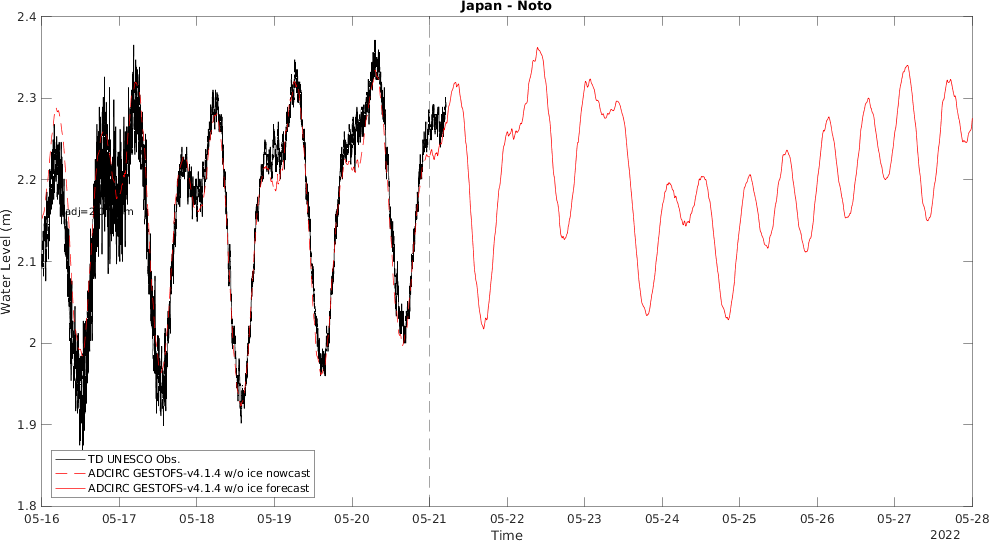 Japan - Noto
2.4
2.3
2.2
2.1
2
1.9
1.8
Water Level (m)
adj=2
m
TD UNESCO Obs.
ADCIRC GESTOFS-v4.1.4 w/o ice nowcast
ADCIRC GESTOFS-v4.1.4 w/o ice forecast
05-16 05-17 05-18 05-19 05-20 05-21 05-22 05-23 05-24 05-25 05-26 05-27 05-28
Time
2022